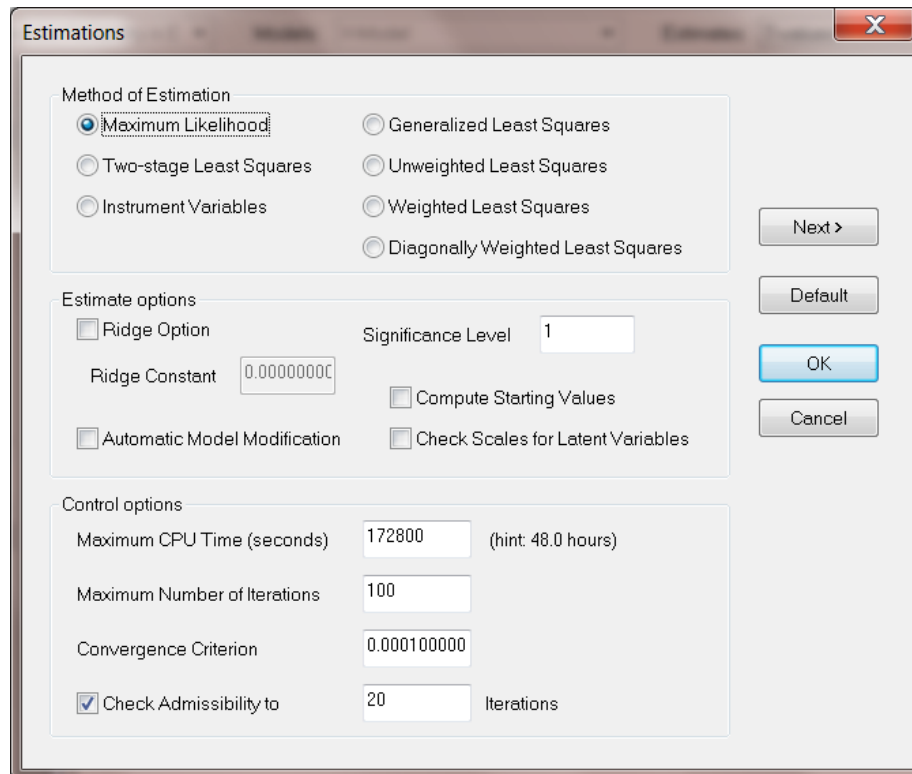 Estimations
Models
Estimates
X
Method of Estimation
Maximum Likelihood
Generalized Least Squares
Two-stage Least Squares
Unweighted Least Squares
Instrument Variables
Weighted Least Squares
Diagonally Weighted Least Squares
Next >
Default
OK
Cancel
Estimate options
Ridge Option
Significance Level 1
Ridge Constant 0.0000000
Compute Starting Values
Automatic Model Modification
Check Scales for Latent Variables
Control options
Maximum CPU Time (seconds) 172800 (hint: 48.0 hours)
Maximum Number of Iterations 100
Convergence Criterion 0.000100000
Check Admissibility to 20 Iterations